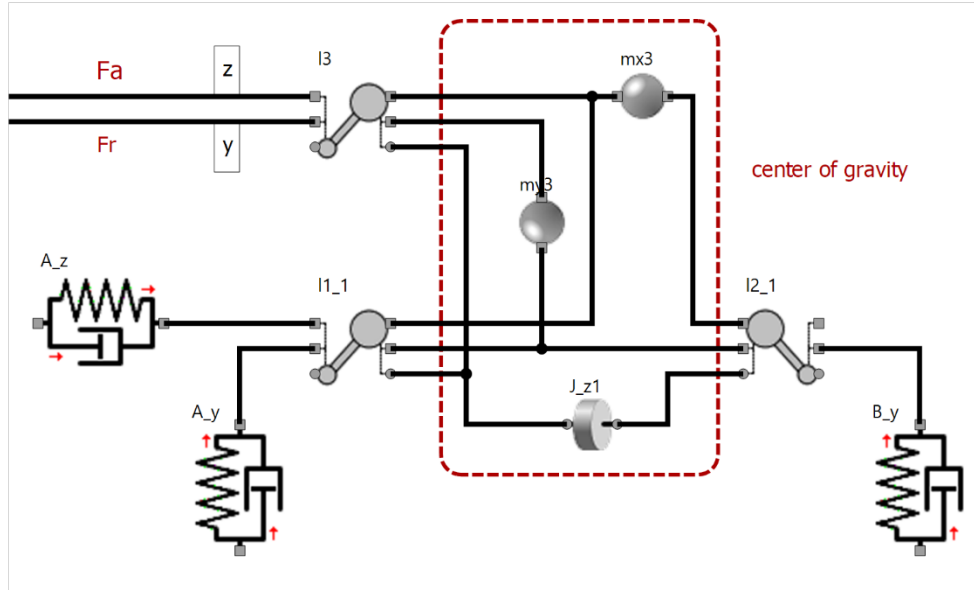 Fa
z
l3
mx3
Fr
y
center of gravity
my3
A_z
l1_1
l2_1
J_z1
A_y
B_y